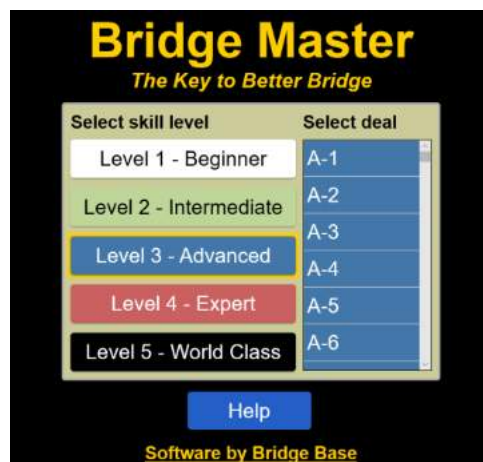 Bridge Master
The Key to Better Bridge
Select skill level
Level 1 - Beginner
Level 2 - Intermediate
Level 3 - Advanced
Level 4 - Expert
Level 5 - World Class
Select deal
A-1
A-2
A-3
A-4
A-5
A-6
Help
Software by Bridge Base